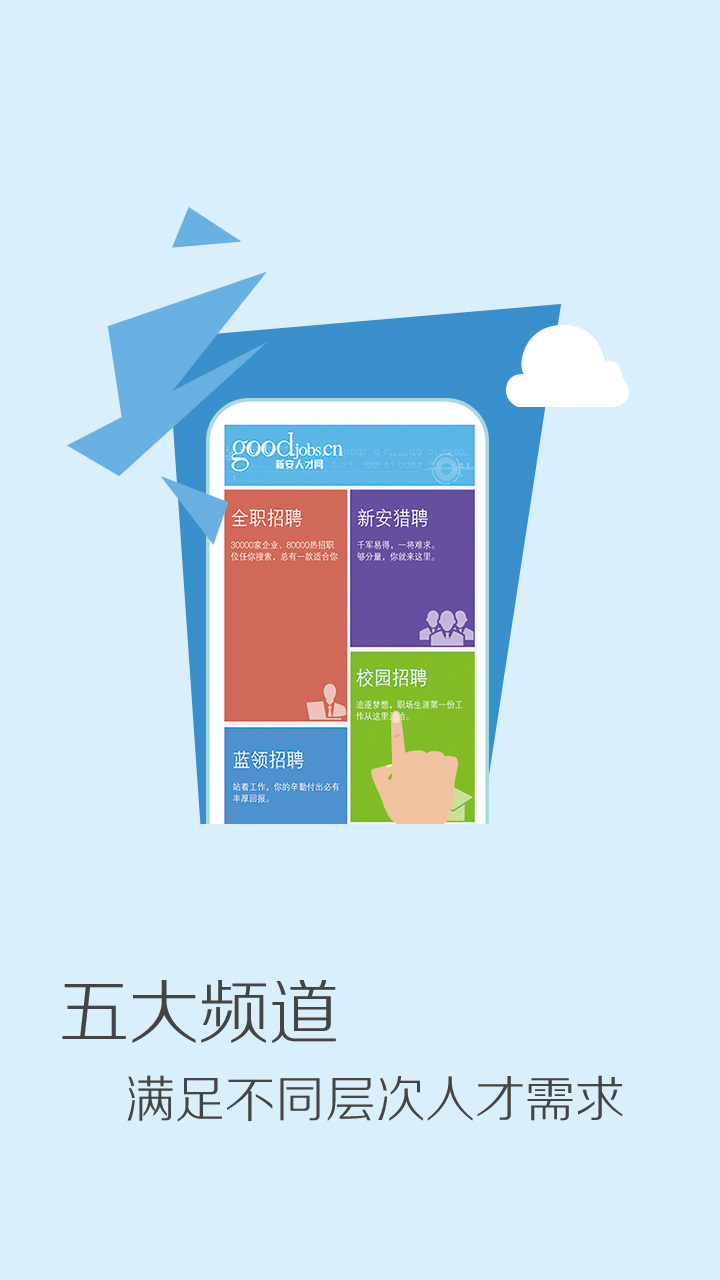 goodjobs.cn
新安人才网
全职招聘
30000家企业、80000热招职
位任你搜素，总有一款适合你
新安猎聘
千军易得，一将难求。
够分量，你就来这里。
校园招聘
追逐梦想，职场生涯第一份工
作从这里开始。
蓝领招聘
站着工作，你的辛勤付出必有
丰厚回报。
五大频道
满足不同层次人才需求